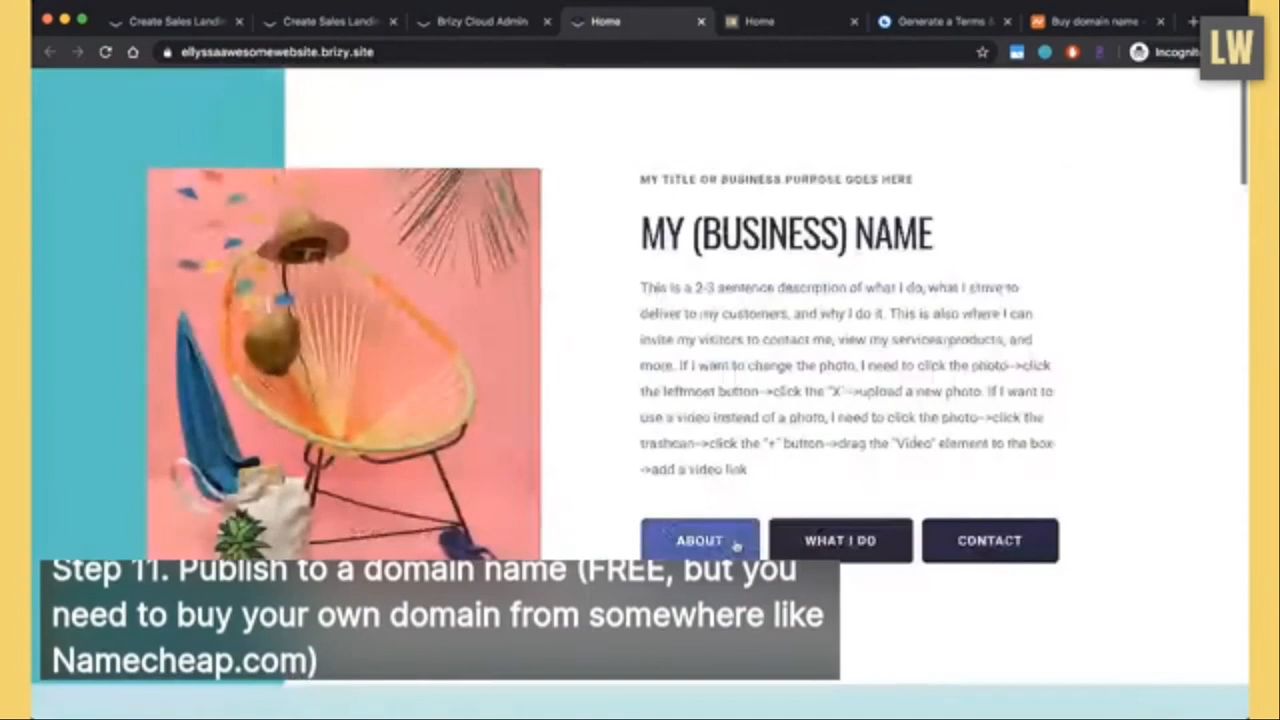 Create Sales Landi
Create Sales Landi
Brizy Cloud Admin
Home
Home
Generate a Terms &
Buy domain name
ellyssaawesomewebsite.brizy.site
Incognit
LW
MY TITLE OR BUSINESS PURPOSE GOES HERE
MY (BUSINESS) NAME
This is a 2-3 sentence description of what I do, what I strive to
deliver to my customers, and why I do it. This is also where I can
invite my visitors to contact me, view my services/products, and
more. If I want to change the photo, I need to click the photo-->click
the leftmost button-->click the "X"-->upload a new photo. If I want to
use a video instead of a photo, I need to click the photo-->click the
trashcan-->click the "+" button-->drag the "Video" element to the box
->add a video link
ABOUT
WHAT I DO
CONTACT
Step 11. Publish to a domain name (FREE, but you
need to buy your own domain from somewhere like
Namecheap.com)